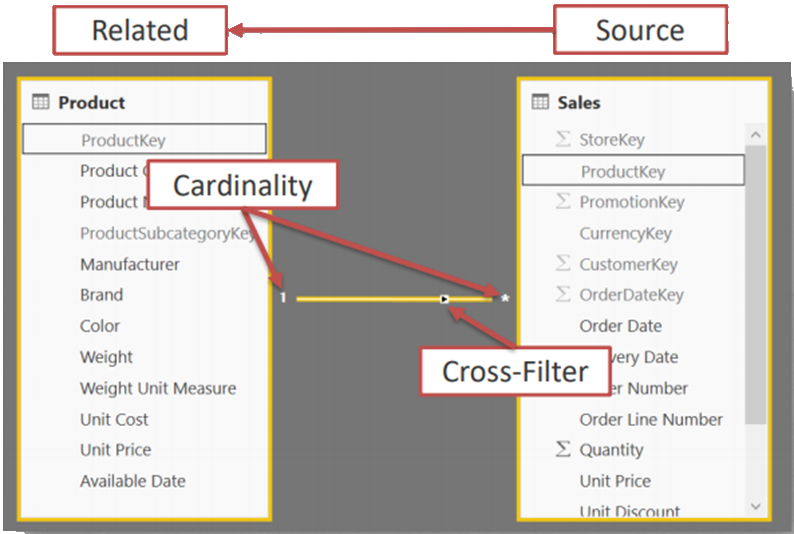 Related
Source
Product
ProductKey
Product
Product
ProductSubcategoryKey
Manufacturer
Brand
Color
Weight
Weight Unit Measure
Unit Cost
Unit Price
Available Date
Cardinality
1
*
Cross-Filter
Sales
Σ StoreKey
ProductKey
Σ PromotionKey
CurrencyKey
Σ CustomerKey
Σ OrderDateKey
Order Date
Date
Number
Order Line Number
Σ Quantity
Unit Price
Unit Discount